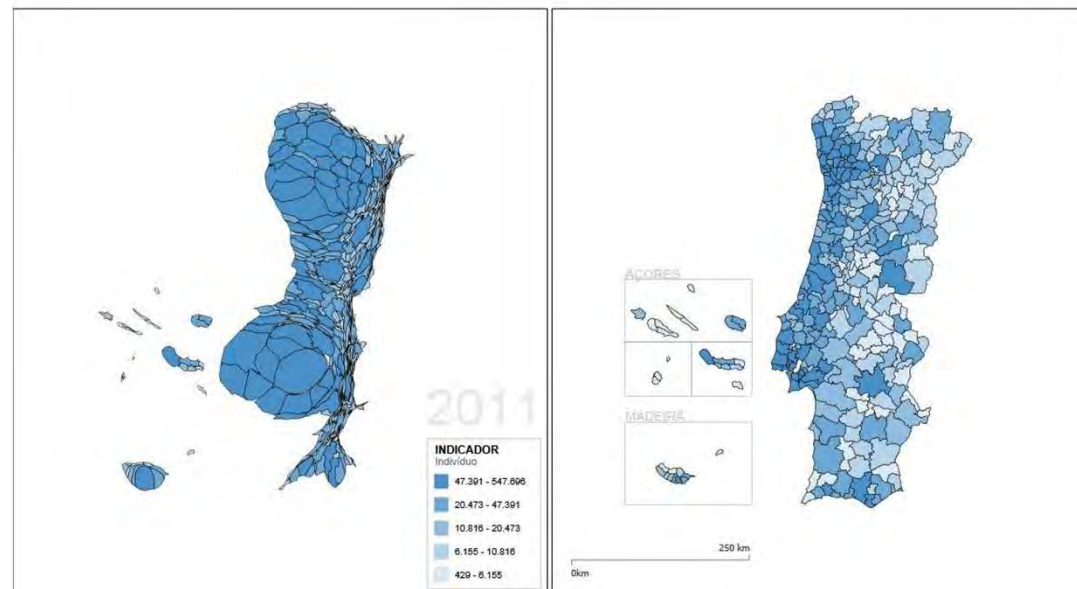 2011
INDICADOR
Indivíduo
47.391 - 547.696
20.473 - 47.391
10.816 - 20.473
6.155 - 10.816
429 - 6.155
AÇORES
MADEIRA
250 km
0km